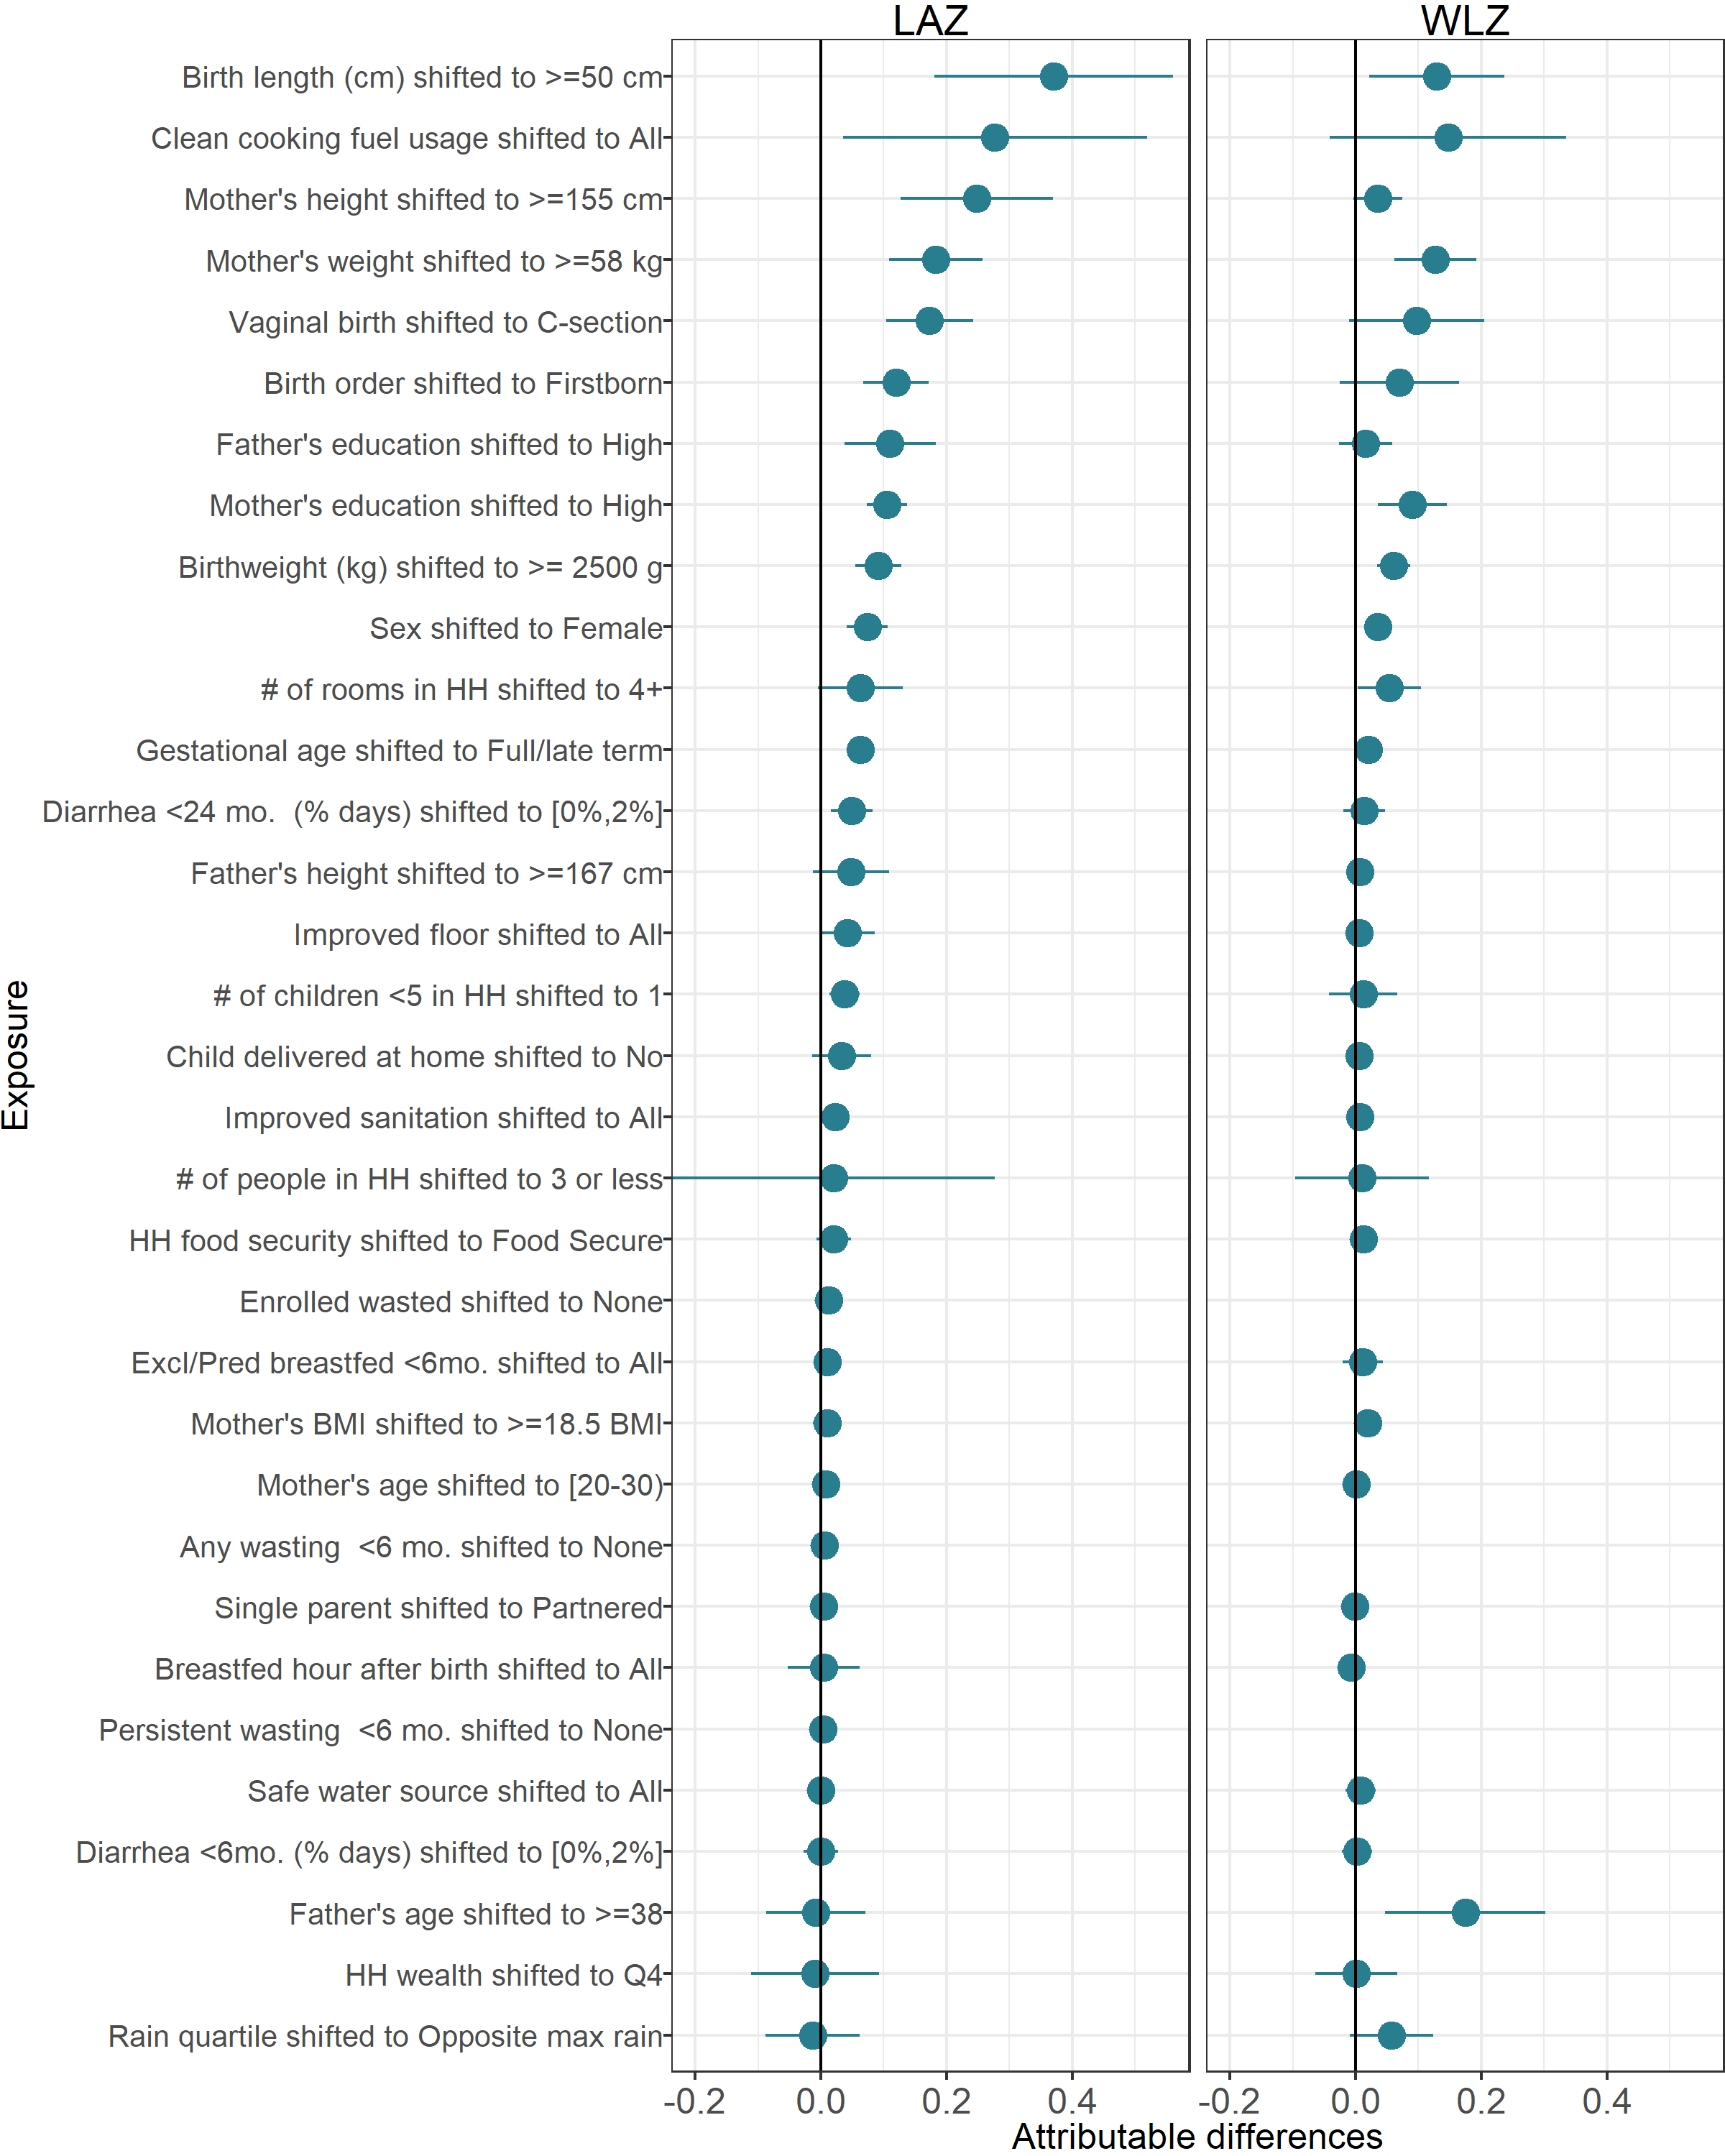 LAZ
WLZ
Birth length (cm) shifted to >=50 cm
Clean cooking fuel usage shifted to All
Mother's height shifted to >=155 cm
Mother's weight shifted to >=58 kg
Vaginal birth shifted to C-section
Birth order shifted to Firstborn
Father's education shifted to High
Mother's education shifted to High
Birthweight (kg) shifted to >= 2500 g
Sex shifted to Female
# of rooms in HH shifted to 4+
Gestational age shifted to Full/late term
Diarrhea <24 mo.  (% days) shifted to [0%,2%]
Father's height shifted to >=167 cm
Improved floor shifted to All
# of children <5 in HH shifted to 1
Child delivered at home shifted to No
Improved sanitation shifted to All
# of people in HH shifted to 3 or less
HH food security shifted to Food Secure
Enrolled wasted shifted to None
Excl/Pred breastfed <6mo. shifted to All
Mother's BMI shifted to >=18.5 BMI
Mother's age shifted to [20-30)
Any wasting  <6 mo. shifted to None
Single parent shifted to Partnered
Breastfed hour after birth shifted to All
Persistent wasting  <6 mo. shifted to None
Safe water source shifted to All
Diarrhea <6mo. (% days) shifted to [0%,2%]
Father's age shifted to >=38
HH wealth shifted to Q4
Rain quartile shifted to Opposite max rain
Exposure
-0.2 0.0 0.2 0.4
-0.2 0.0 0.2 0.4
Attributable differences